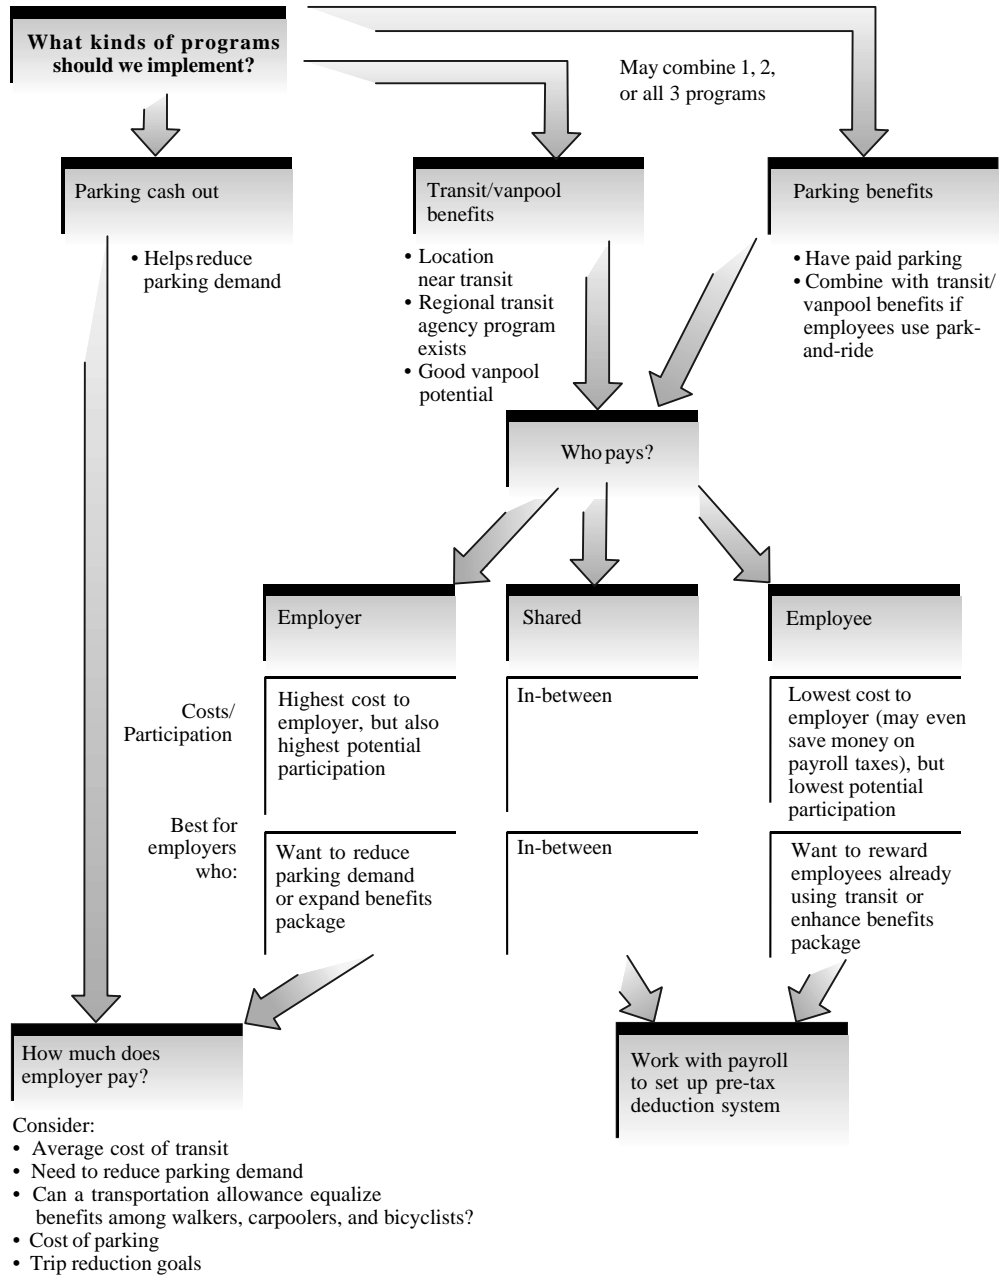 What kinds of programs
should we implement?
May combine 1, 2,
or all 3 programs
Parking cash out
• Helps reduce
parking demand
Transit/vanpool
benefits
• Location
near transit
• Regional transit
agency program
exists
• Good vanpool
potential
Parking benefits
• Have paid parking
• Combine with transit/
vanpool benefits if
employees use park-
and-ride
Who pays?
Employer
Shared
Employee
Costs/
Participation
Highest cost to
employer, but also
highest potential
participation
In-between
Lowest cost to
employer (may even
save money on
payroll taxes), but
lowest potential
participation
Best for
employers
who:
Want to reduce
parking demand
or expand benefits
package
In-between
Want to reward
employees already
using transit or
enhance benefits
package
How much does
employer pay?
Consider:
• Average cost of transit
• Need to reduce parking demand
• Can a transportation allowance equalize
benefits among walkers, carpoolers, and bicyclists?
• Cost of parking
• Trip reduction goals
Work with payroll
to set up pre-tax
deduction system